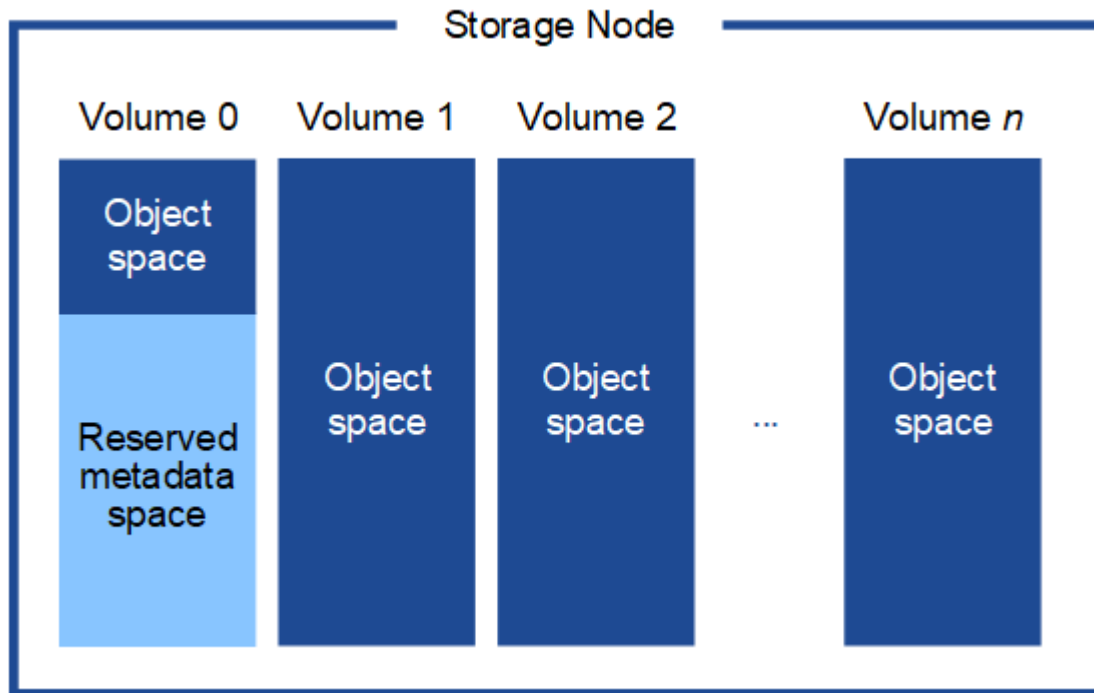 Storage Node
Volume 0
Volume 1
Volume 2
Volume n
Object
space
Reserved
metadata
space
Object
space
Object
space
...
Object
space